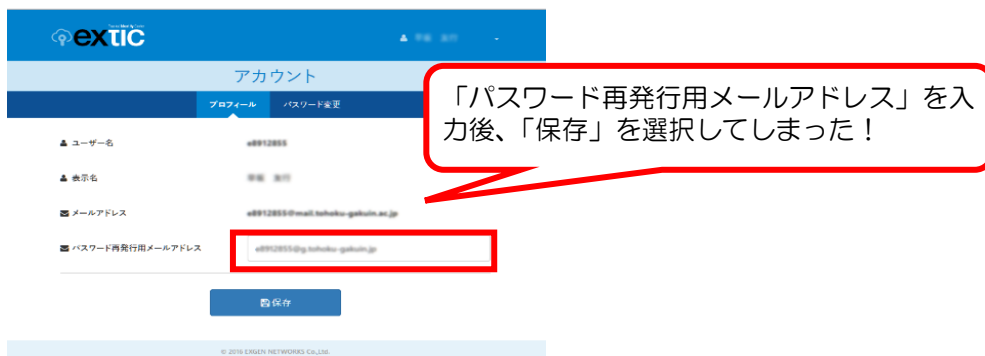 extic
アカウント
プロフィール パスワード変更
「パスワード再発行用メールアドレス」を入
力後、「保存」を選択してしまった！
ユーザー名 e8912855
表示名
メールアドレス e8912855@mail.tohoku-gakuin.ac.jp
パスワード再発行用メールアドレス e8912855@g.tohoku-gakuin.jp
保存
© 2016 EXGEN NETWORKS Co.,Ltd.